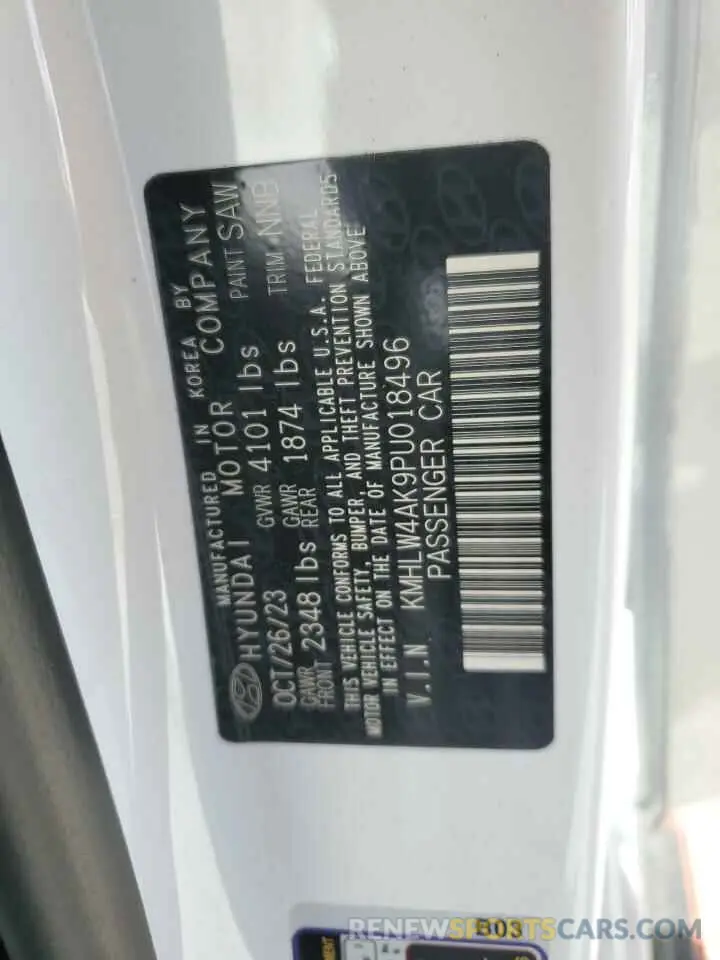 MANUFACTURED IN KOREA BY
HYUNDAI MOTOR COMPANY
OCT/26/23 GVWR 4101 lbs PAINT SAW
GAWR FRONT 2348 lbs GAWR REAR 1874 lbs TRIM NNB
THIS VEHICLE CONFORMS TO ALL APPLICABLE U.S.A. FEDERAL
MOTOR VEHICLE SAFETY, BUMPER, AND THEFT PREVENTION STANDARDS
IN EFFECT ON THE DATE OF MANUFACTURE SHOWN ABOVE
V.I.N KMHLW4AK9PU018496
PASSENGER CAR
B03
RENEWSPORTSCARS.COM